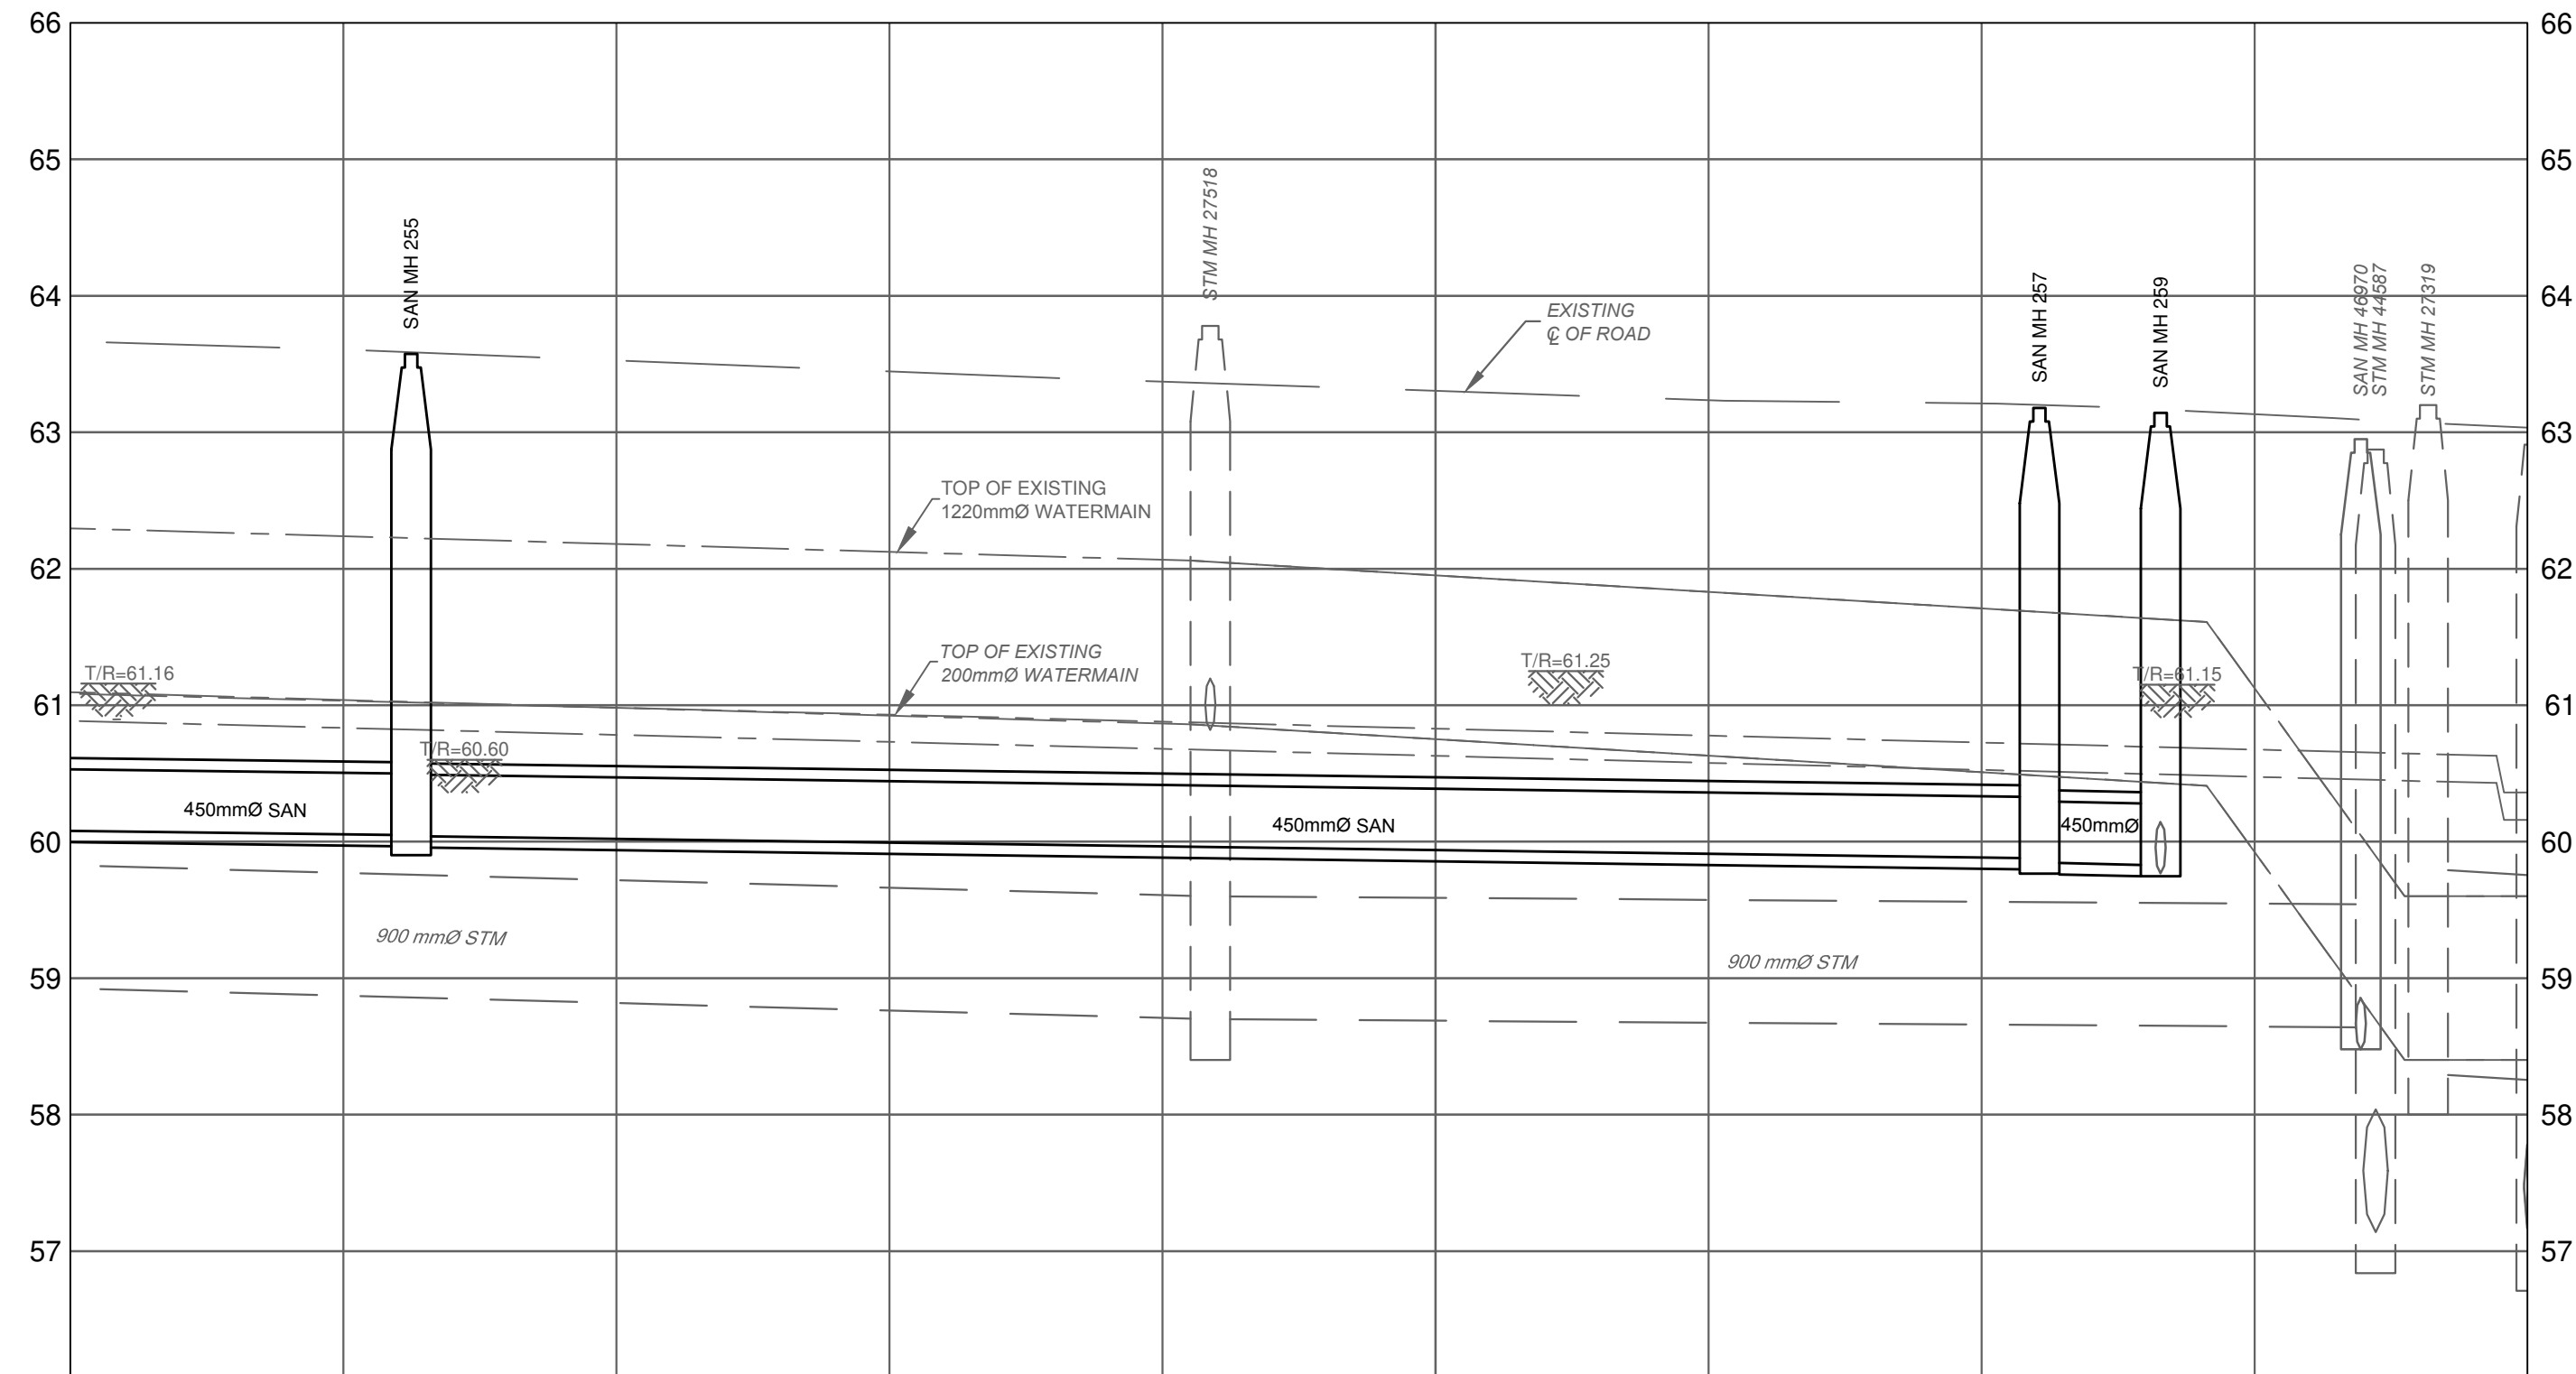 66
66
65
65
STM MH 27518
SAN MH 255
64
64
SAN MH 257
SAN MH 259
SAN MH 46970
STM MH 44587
STM MH 27319
EXISTING
℄ OF ROAD
63
63
TOP OF EXISTING
1220mmØ WATERMAIN
62
62
TOP OF EXISTING
200mmØ WATERMAIN
T/R=61.16
T/R=61.25
T/R=61.15
61
61
T/R=60.60
450mmØ SAN
450mmØ SAN
450mmØ
60
60
900 mmØ STM
900 mmØ STM
59
59
58
58
57
57